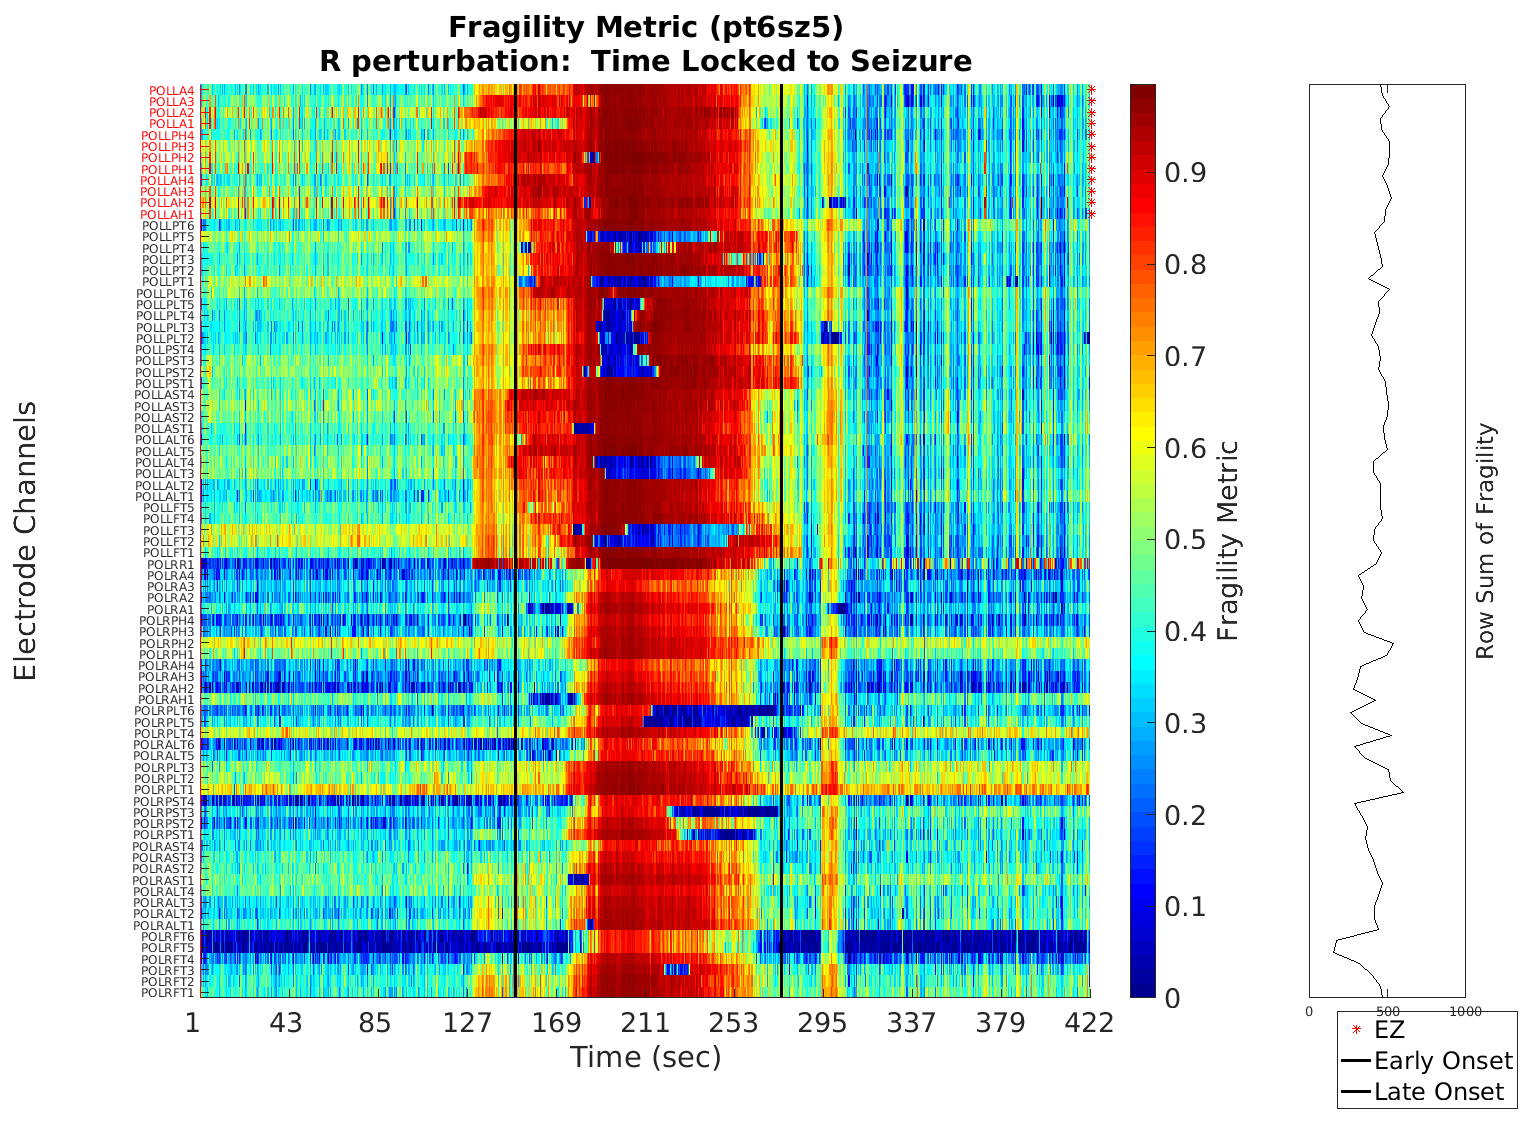 Fragility Metric (pt6sz5)
R perturbation:  Time Locked to Seizure
Electrode Channels
POLLA4
POLLA3
POLLA2
POLLA1
POLLPH4
POLLPH3
POLLPH2
POLLPH1
POLLAH4
POLLAH3
POLLAH2
POLLAH1
POLLPT6
POLLPT5
POLLPT4
POLLPT3
POLLPT2
POLLPT1
POLLPLT6
POLLPLT5
POLLPLT4
POLLPLT3
POLLPLT2
POLLPST4
POLLPST3
POLLPST2
POLLPST1
POLLAST4
POLLAST3
POLLAST2
POLLAST1
POLLALT6
POLLALT5
POLLALT4
POLLALT3
POLLALT2
POLLALT1
POLLFT5
POLLFT4
POLLFT3
POLLFT2
POLLFT1
POLRR1
POLRA4
POLRA3
POLRA2
POLRA1
POLRPH4
POLRPH3
POLRPH2
POLRPH1
POLRAH4
POLRAH3
POLRAH2
POLRAH1
POLRPLT6
POLRPLT5
POLRPLT4
POLRALT6
POLRALT5
POLRPLT3
POLRPLT2
POLRPLT1
POLRPST4
POLRPST3
POLRPST2
POLRPST1
POLRAST4
POLRAST3
POLRAST2
POLRAST1
POLRALT4
POLRALT3
POLRALT2
POLRALT1
POLRFT6
POLRFT5
POLRFT4
POLRFT3
POLRFT2
POLRFT1
1 43 85 127 169 211 253 295 337 379 422
Time (sec)
0.9
0.8
0.7
0.6
0.5
0.4
0.3
0.2
0.1
0
Fragility Metric
0 500 1000
Row Sum of Fragility
EZ
Early Onset
Late Onset